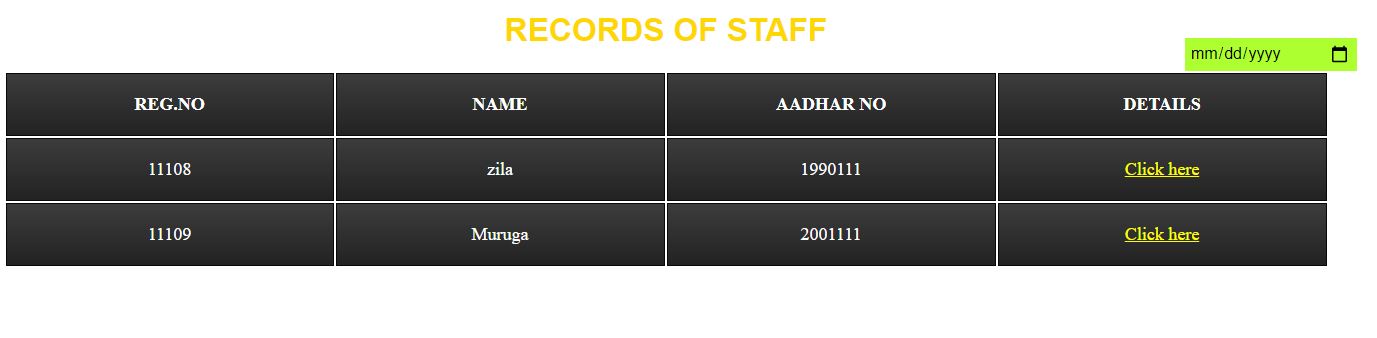 RECORDS OF STAFF
mm/dd/yyyy
REG.NO NAME AADHAR NO DETAILS
11108 zila 1990111 Click here
11109 Muruga 2001111 Click here